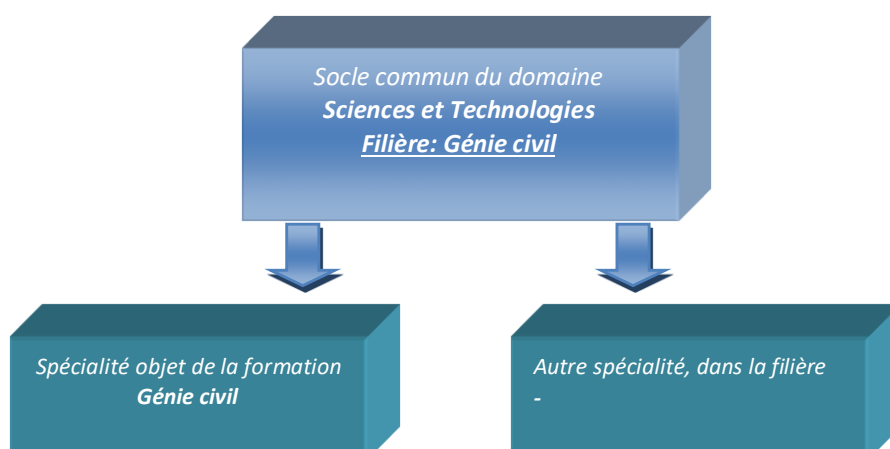 Socle commun du domaine
Sciences et Technologies
Filière: Génie civil
Spécialité objet de la formation
Génie civil
Autre spécialité, dans la filière
-